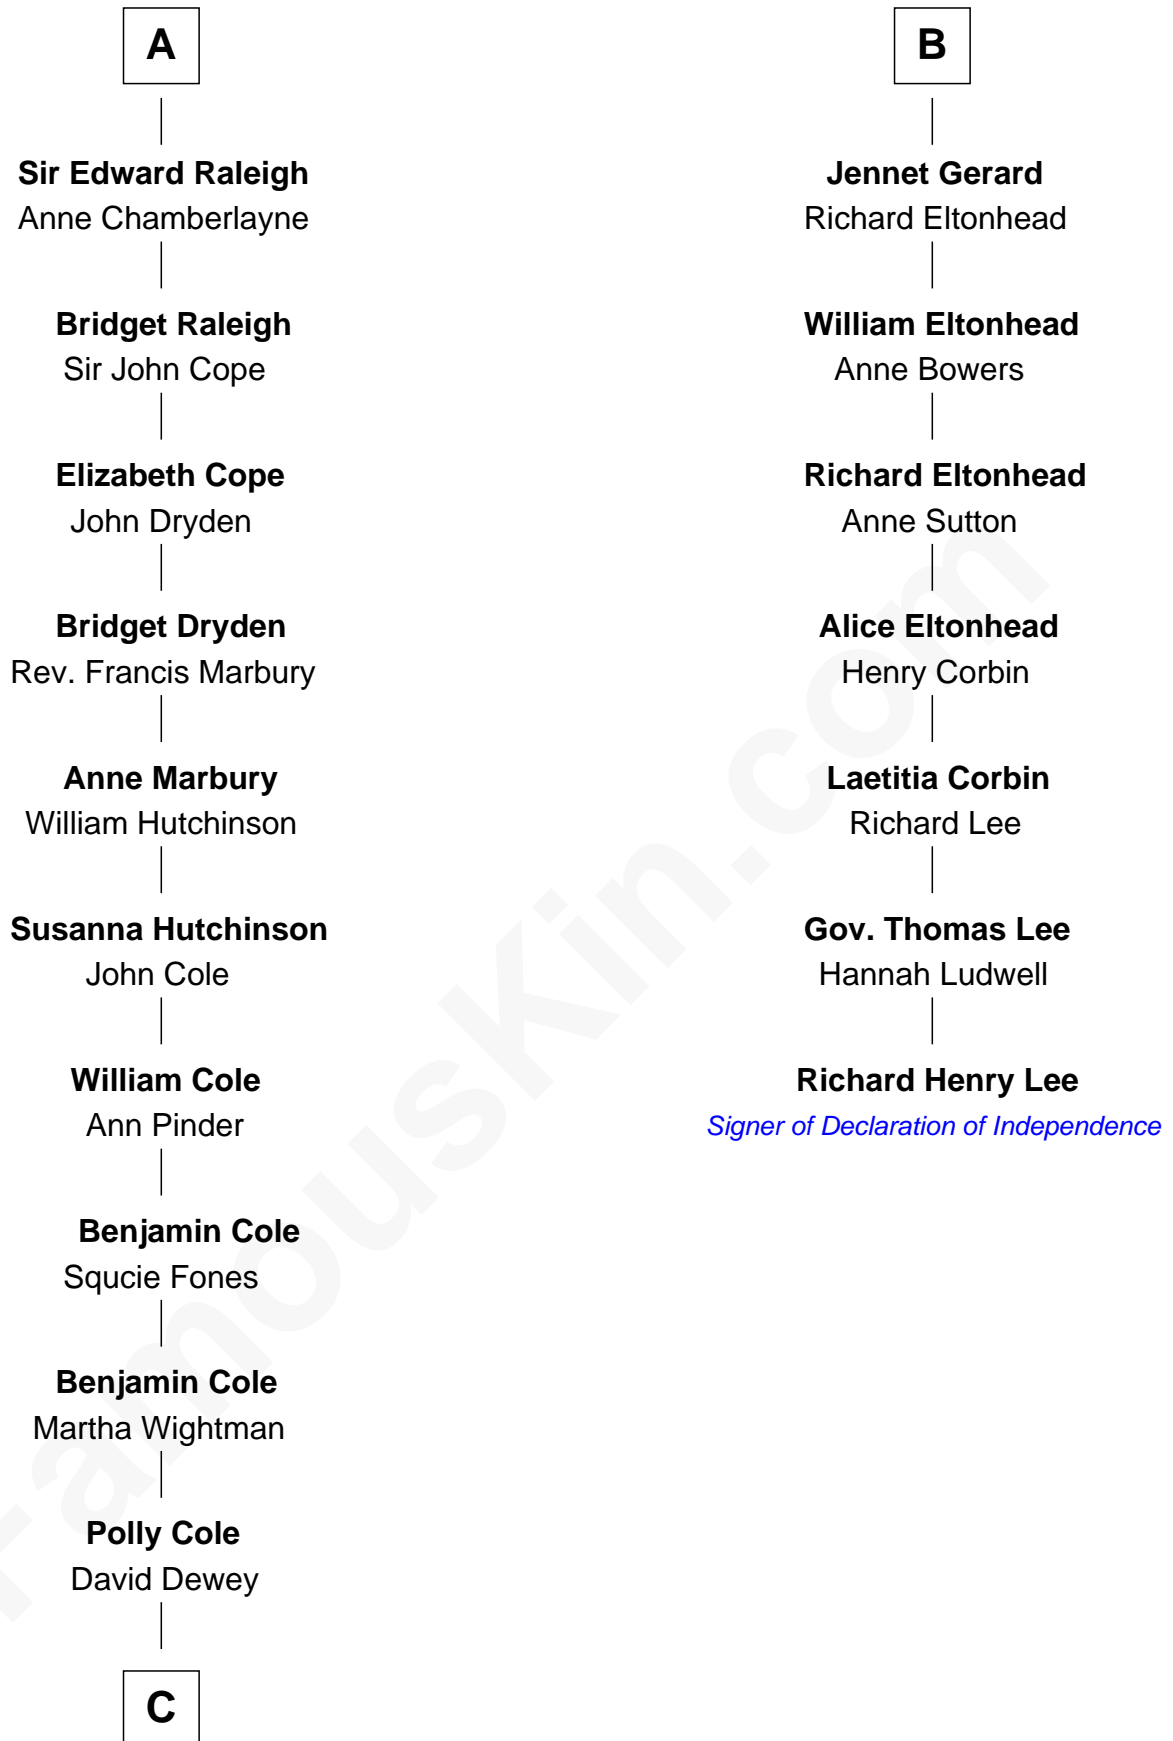 A
Sir Edward Raleigh
Anne Chamberlayne
Bridget Raleigh
Sir John Cope
Elizabeth Cope
John Dryden
Bridget Dryden
Rev. Francis Marbury
Anne Marbury
William Hutchinson
Susanna Hutchinson
John Cole
William Cole
Ann Pinder
Benjamin Cole
Squcie Fones
Benjamin Cole
Martha Wightman
Polly Cole
David Dewey
C
B
Jennet Gerard
Richard Eltonhead
William Eltonhead
Anne Bowers
Richard Eltonhead
Anne Sutton
Alice Eltonhead
Henry Corbin
Laetitia Corbin
Richard Lee
Gov. Thomas Lee
Hannah Ludwell
Richard Henry Lee
Signer of Declaration of Independence
FamousKin.com